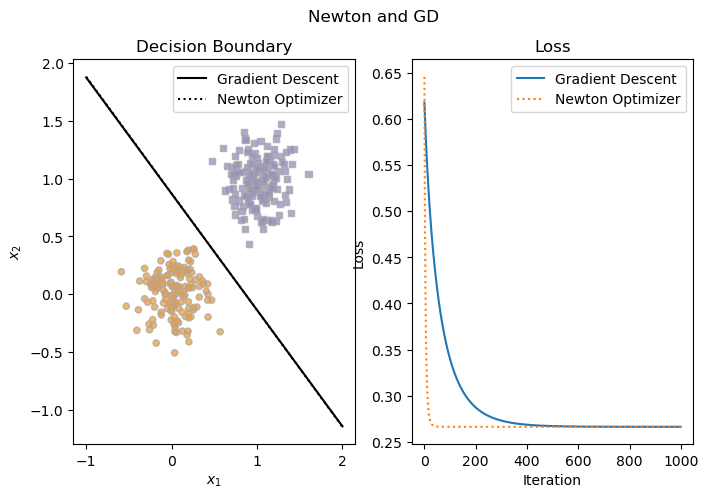 Newton and GD
Decision Boundary
Gradient Descent
Newton Optimizer
2.0
1.5
1.0
0.5
0.0
−0.5
−1.0
x₂
−1
0
1
2
x₁
Loss
Gradient Descent
Newton Optimizer
0.65
0.60
0.55
0.50
0.45
0.40
0.35
0.30
0.25
Loss
0
200
400
600
800
1000
Iteration